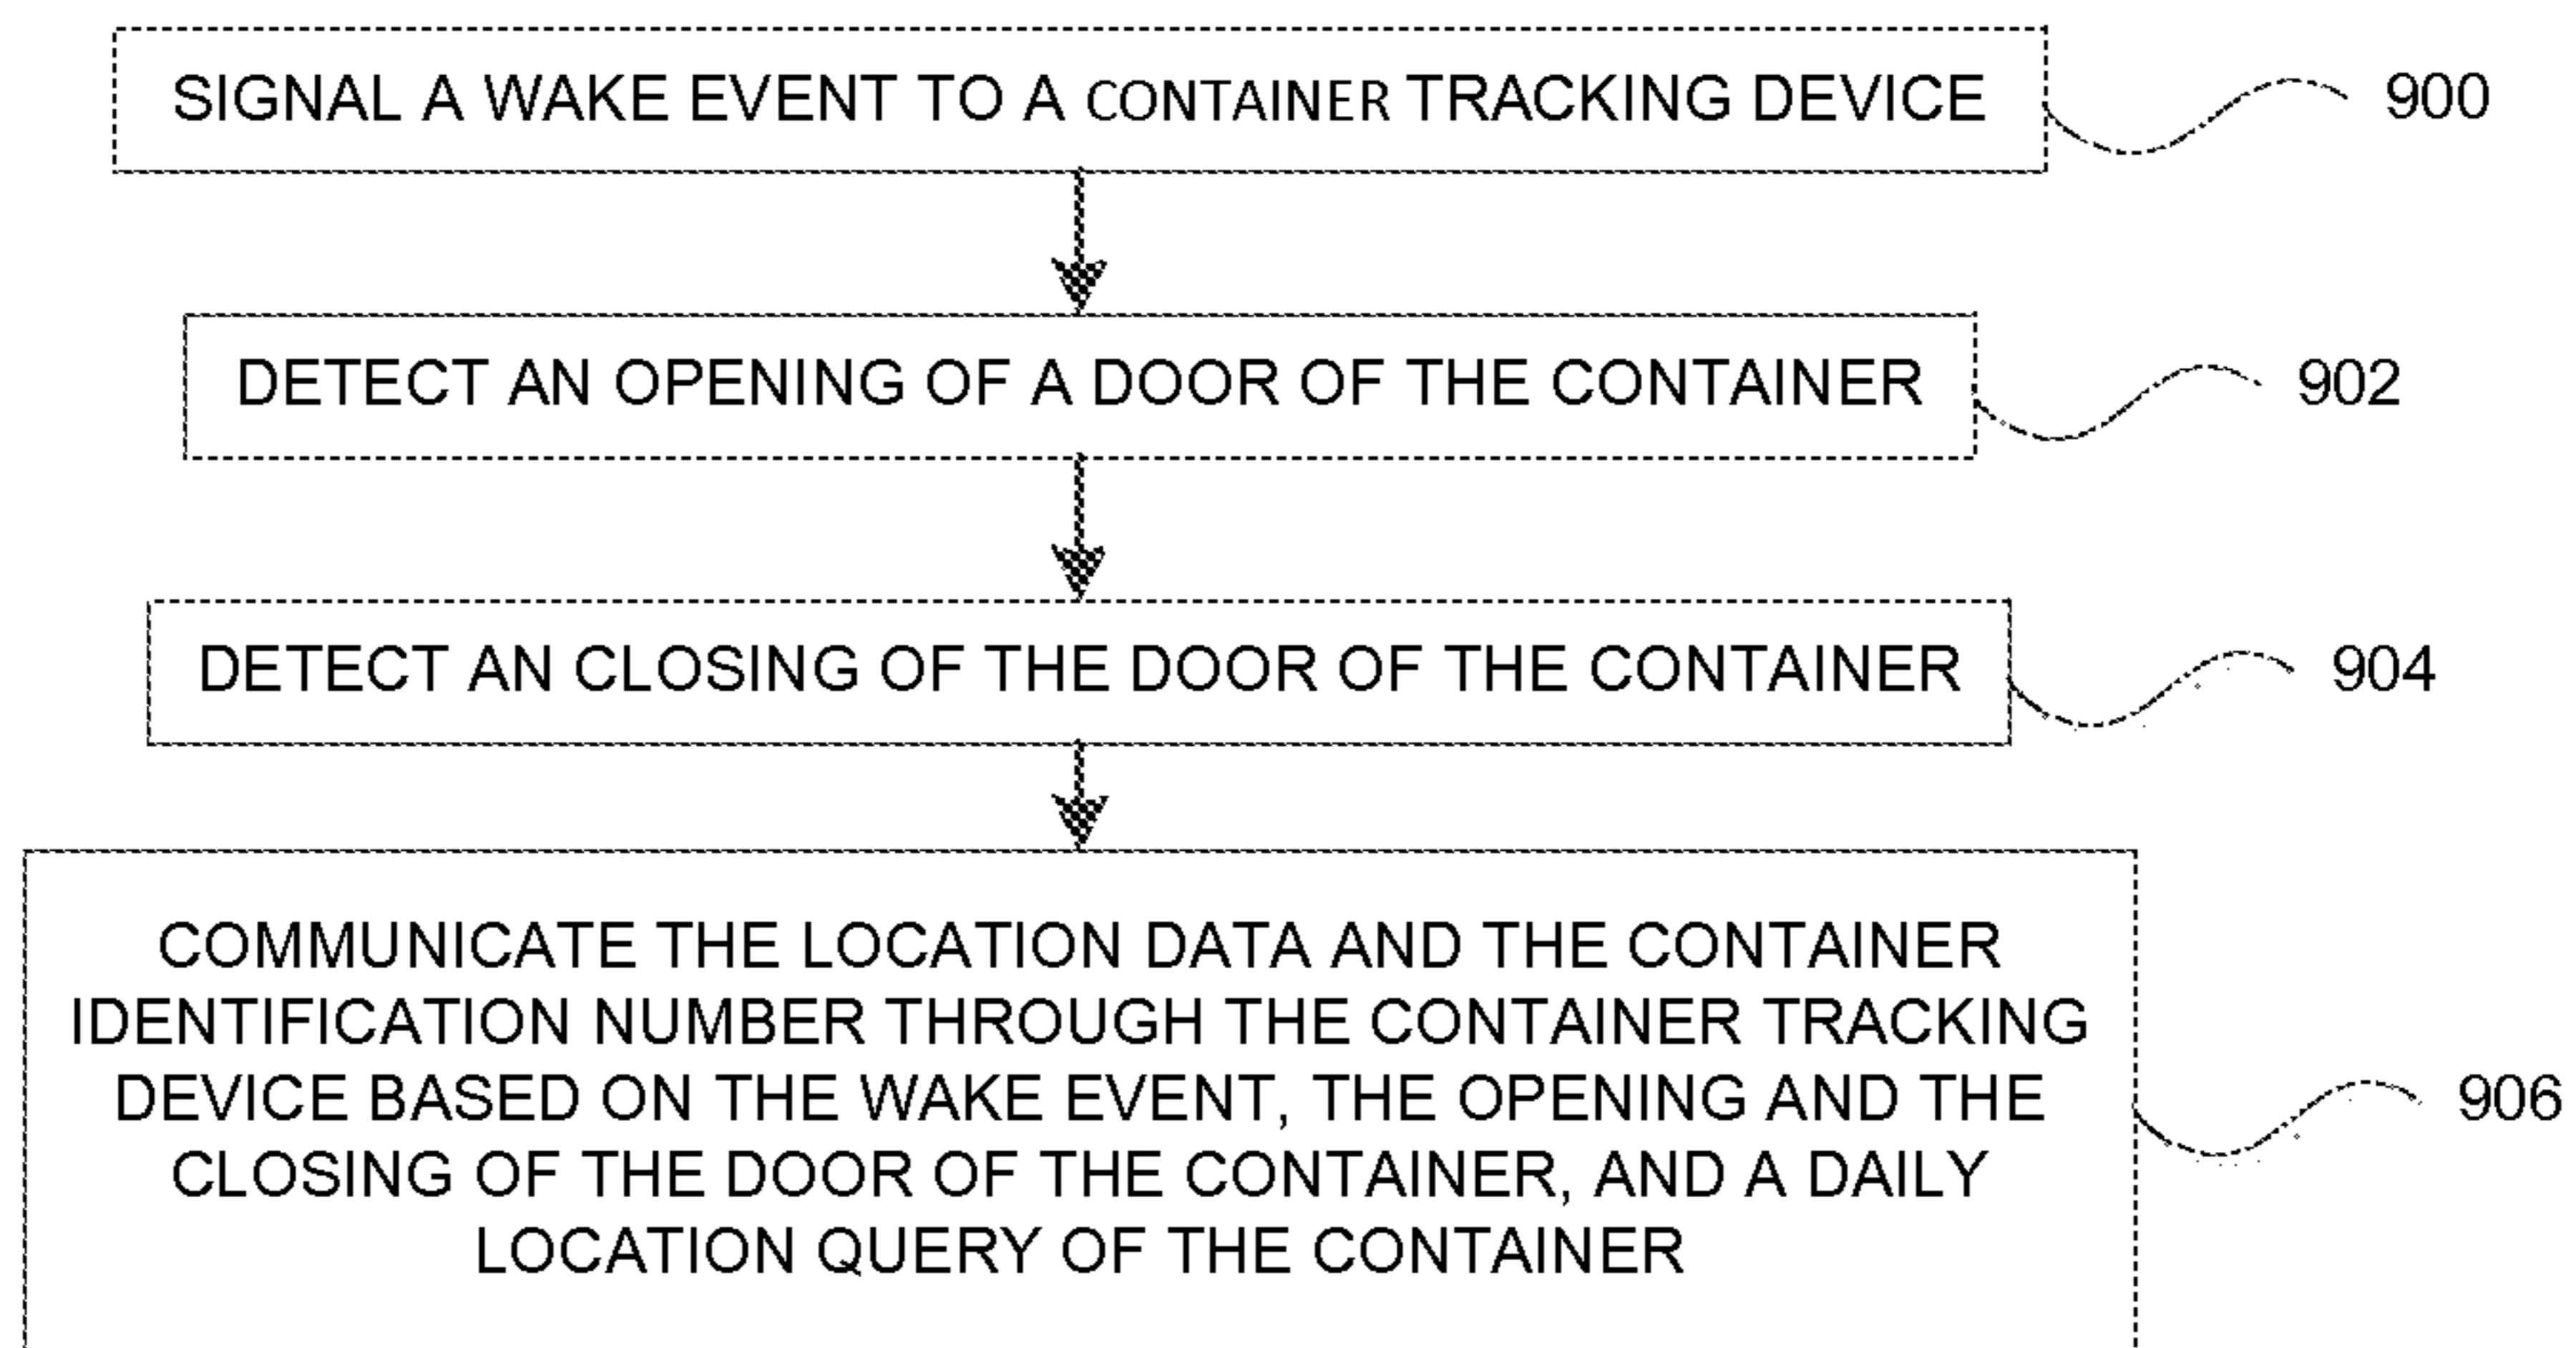 SIGNAL A WAKE EVENT TO A CONTAINER TRACKING DEVICE
900
DETECT AN OPENING OF A DOOR OF THE CONTAINER
902
DETECT AN CLOSING OF THE DOOR OF THE CONTAINER
904
COMMUNICATE THE LOCATION DATA AND THE CONTAINER
IDENTIFICATION NUMBER THROUGH THE CONTAINER TRACKING
DEVICE BASED ON THE WAKE EVENT, THE OPENING AND THE
CLOSING OF THE DOOR OF THE CONTAINER, AND A DAILY
LOCATION QUERY OF THE CONTAINER
906